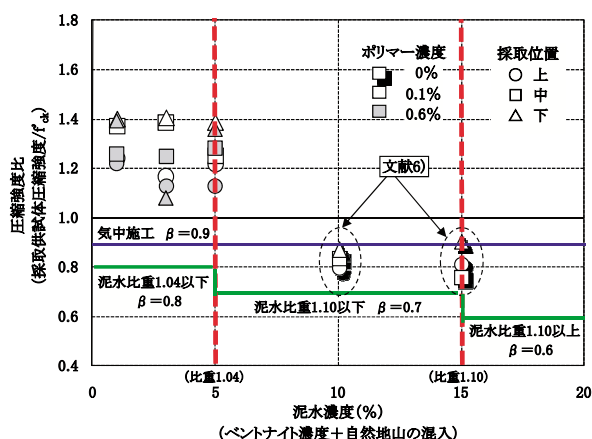 圧縮強度比
(採取供試体圧縮強度/f'ck)
1.8
1.6
1.4
1.2
1.0
0.8
0.6
0.4
ポリマー濃度
0%
0.1%
0.6%
採取位置
上
中
下
文献6)
気中施工 β=0.9
泥水比重1.04以下
β=0.8
泥水比重1.10以下 β=0.7
泥水比重1.10以上
β=0.6
(比重1.04)
(比重1.10)
0
5
10
15
20
泥水濃度(%)
(ベントナイト濃度+自然地山の混入)